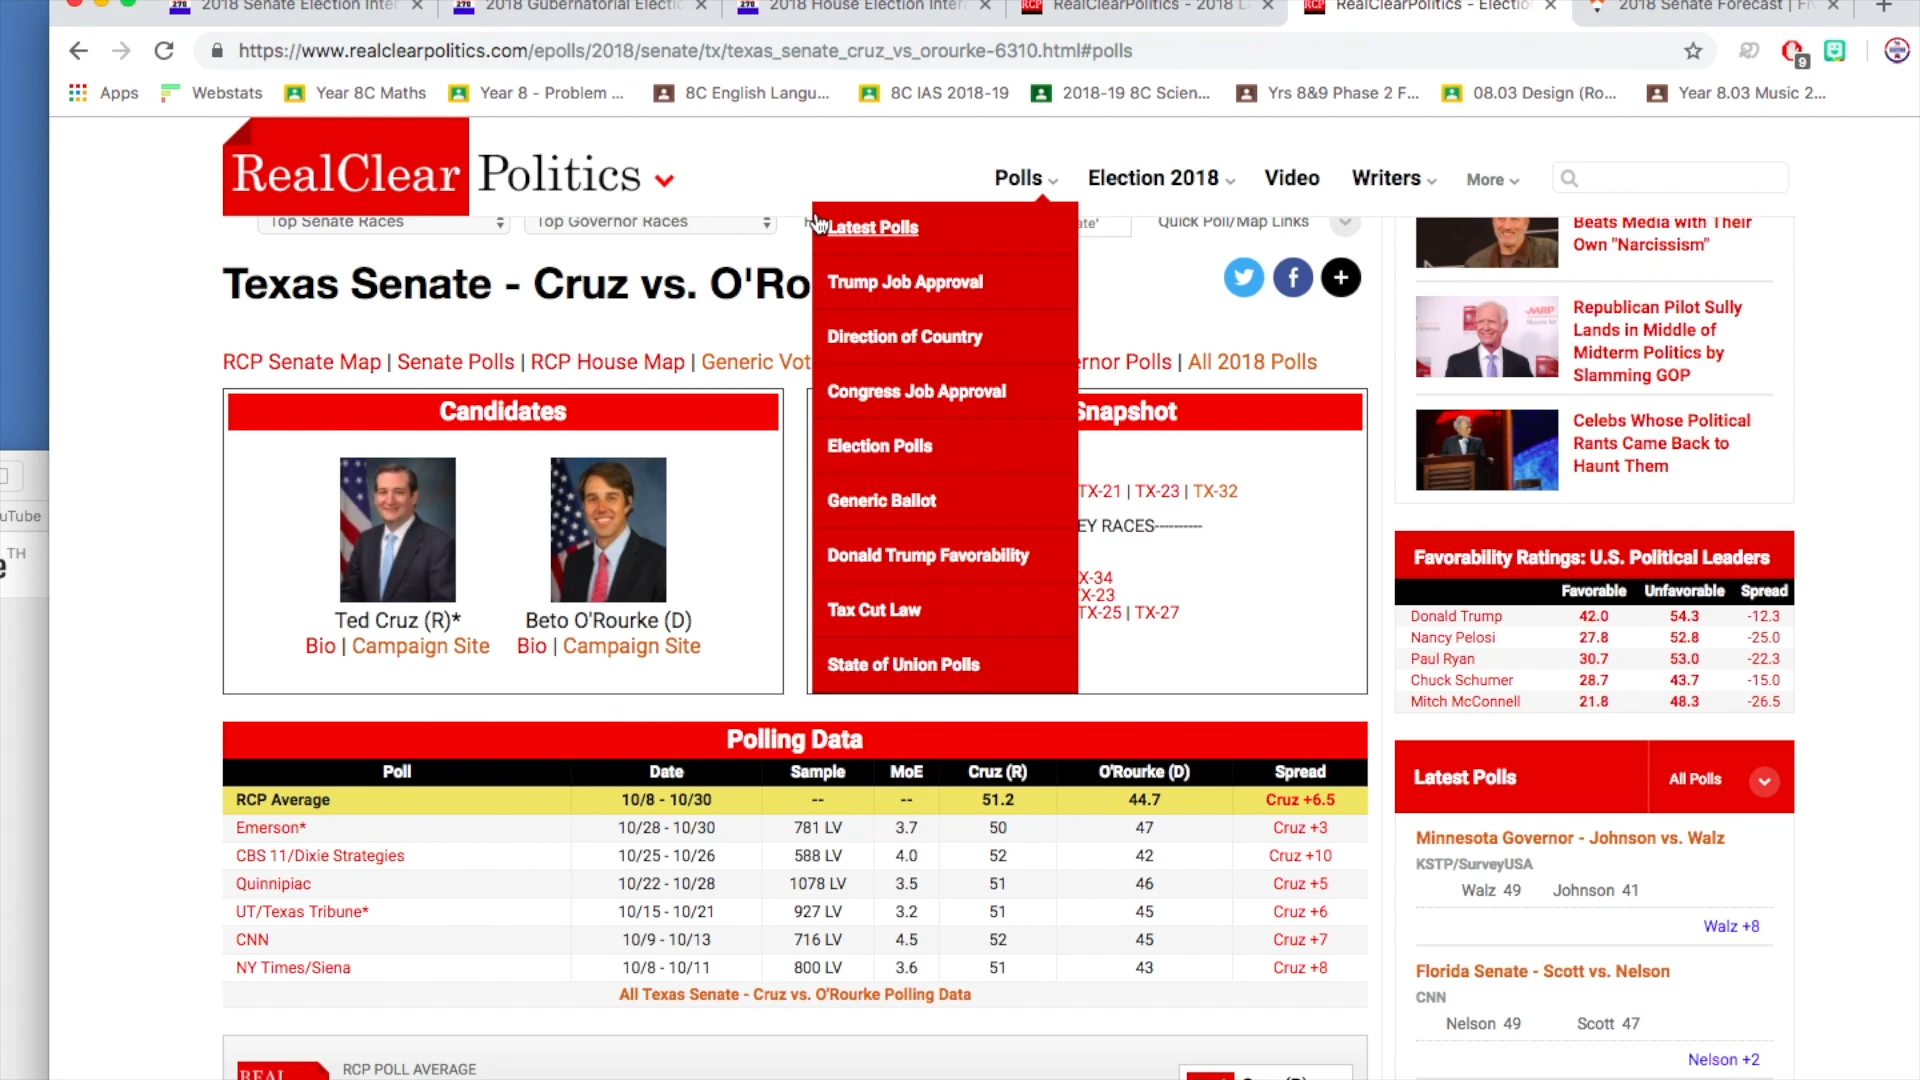 2018 Senate Election Inter
2018 Gubernatorial Electi
2018 House Election Inter
RealClearPolitics - 2018 L
RealClearPolitics - Electio
2018 Senate Forecast | Fi
https://www.realclearpolitics.com/epolls/2018/senate/tx/texas_senate_cruz_vs_orourke-6310.html#polls
9
Apps
Webstats
Year 8C Maths
Year 8 - Problem ...
8C English Langu...
8C IAS 2018-19
2018-19 8C Scien...
Yrs 8&9 Phase 2 F...
08.03 Design (Ro...
Year 8.03 Music 2...
RealClear Politics
Polls
Election 2018
Video
Writers
More
Top Senate Races
Top Governor Races
Quick Poll/Map Links
Latest Polls
Trump Job Approval
Direction of Country
Congress Job Approval
Election Polls
Generic Ballot
Donald Trump Favorability
Tax Cut Law
State of Union Polls
Texas Senate - Cruz vs. O'Ro
RCP Senate Map | Senate Polls | RCP House Map | Generic Vot
ernor Polls | All 2018 Polls
Candidates
Ted Cruz (R)*
Bio | Campaign Site
Beto O'Rourke (D)
Bio | Campaign Site
Snapshot
TX-21 | TX-23 | TX-32
EY RACES----------
X-34
X-23
TX-25 | TX-27
Polling Data
Poll Date Sample MoE Cruz (R) O'Rourke (D) Spread
RCP Average 10/8 - 10/30 -- -- 51.2 44.7 Cruz +6.5
Emerson* 10/28 - 10/30 781 LV 3.7 50 47 Cruz +3
CBS 11/Dixie Strategies 10/25 - 10/26 588 LV 4.0 52 42 Cruz +10
Quinnipiac 10/22 - 10/28 1078 LV 3.5 51 46 Cruz +5
UT/Texas Tribune* 10/15 - 10/21 927 LV 3.2 51 45 Cruz +6
CNN 10/9 - 10/13 716 LV 4.5 52 45 Cruz +7
NY Times/Siena 10/8 - 10/11 800 LV 3.6 51 43 Cruz +8
All Texas Senate - Cruz vs. O'Rourke Polling Data
REAL
RCP POLL AVERAGE
Beats Media with Their
Own "Narcissism"
Republican Pilot Sully
Lands in Middle of
Midterm Politics by
Slamming GOP
Celebs Whose Political
Rants Came Back to
Haunt Them
Favorability Ratings: U.S. Political Leaders
Favorable Unfavorable Spread
Donald Trump 42.0 54.3 -12.3
Nancy Pelosi 27.8 52.8 -25.0
Paul Ryan 30.7 53.0 -22.3
Chuck Schumer 28.7 43.7 -15.0
Mitch McConnell 21.8 48.3 -26.5
Latest Polls
All Polls
Minnesota Governor - Johnson vs. Walz
KSTP/SurveyUSA
Walz 49 Johnson 41
Walz +8
Florida Senate - Scott vs. Nelson
CNN
Nelson 49 Scott 47
Nelson +2
uTube
TH